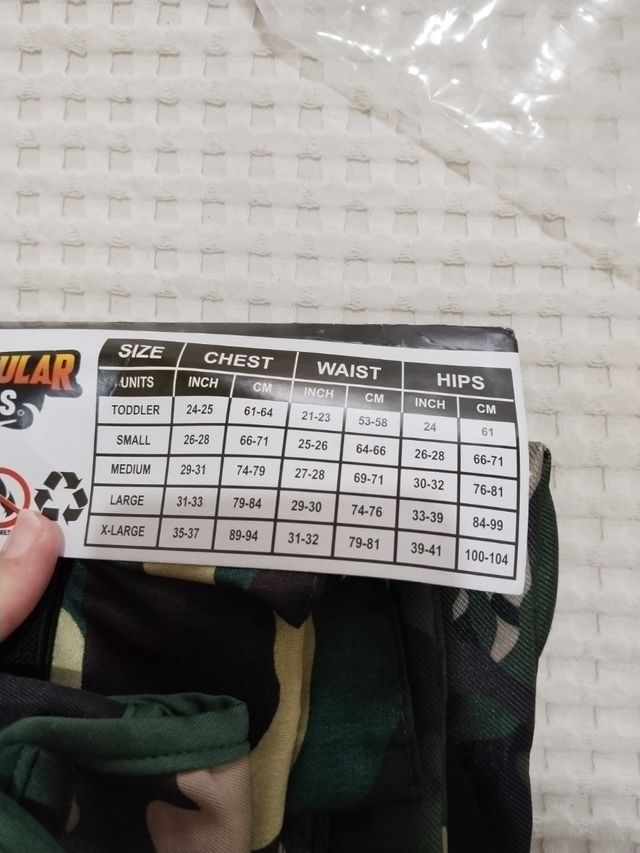 ULAR
S
SIZE CHEST WAIST HIPS
UNITS INCH CM INCH CM INCH CM
TODDLER 24-25 61-64 21-23 53-58 24 61
SMALL 26-28 66-71 25-26 64-66 26-28 66-71
MEDIUM 29-31 74-79 27-28 69-71 30-32 76-81
LARGE 31-33 79-84 29-30 74-76 33-39 84-99
X-LARGE 35-37 89-94 31-32 79-81 39-41 100-104